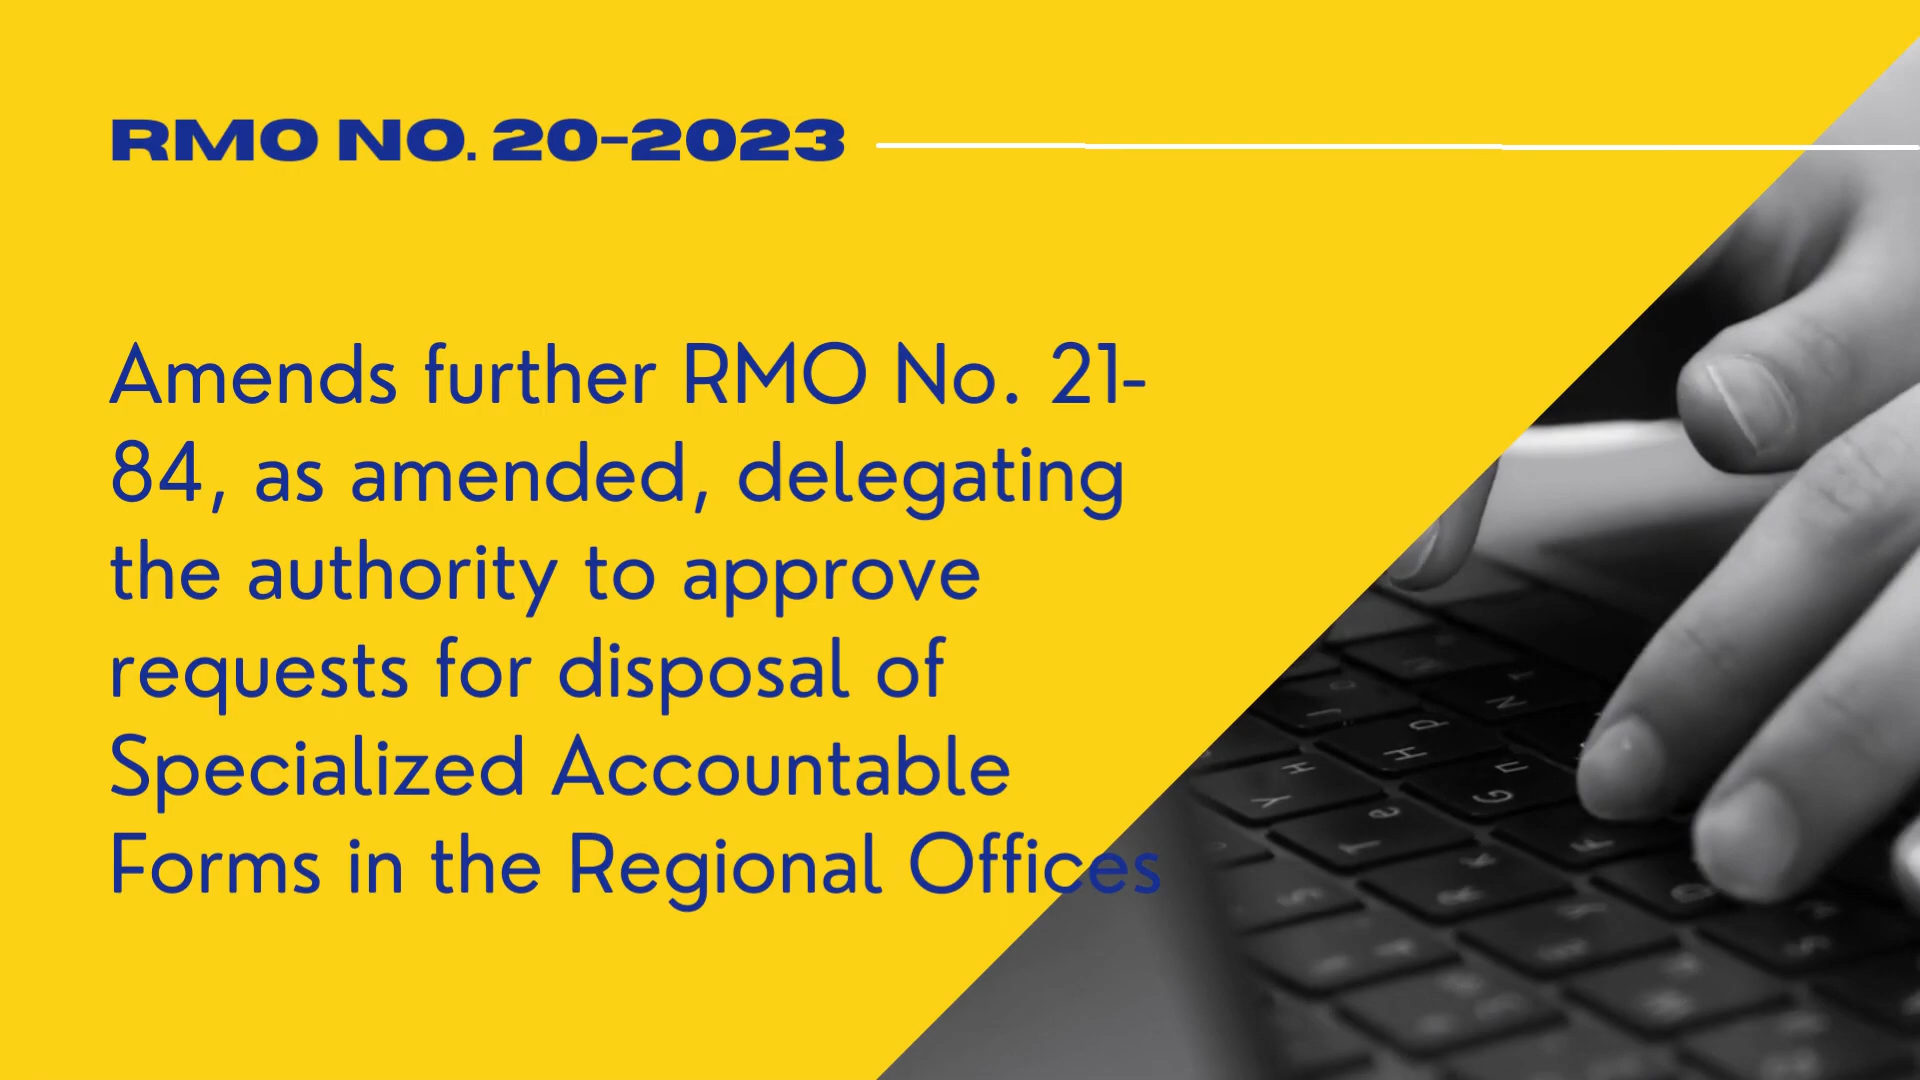 RMO NO. 20-2023
Amends further RMO No. 21-
84, as amended, delegating
the authority to approve
requests for disposal of
Specialized Accountable
Forms in the Regional Offices